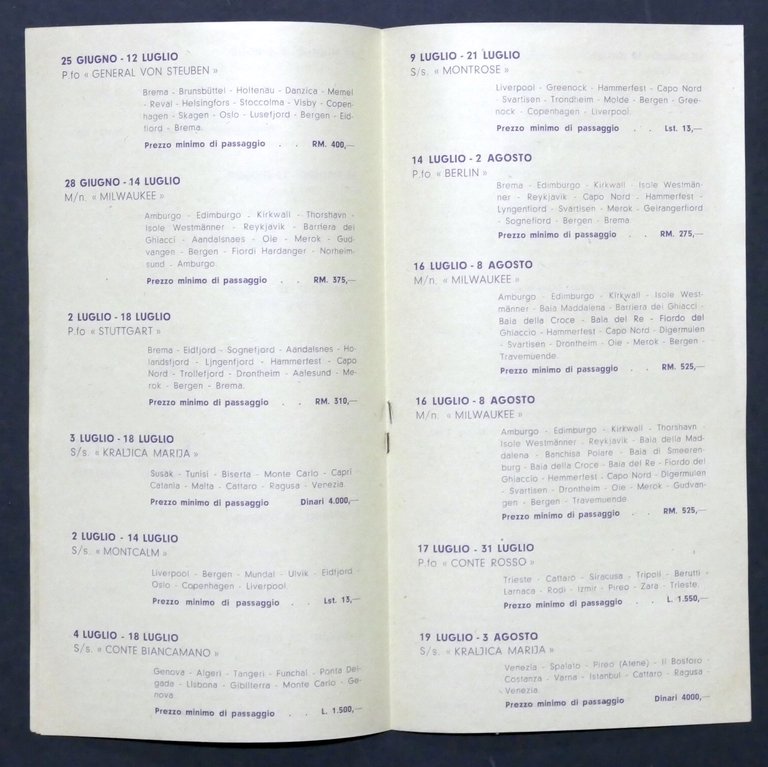 25 GIUGNO - 12 LUGLIO
P.fo « GENERAL VON STEUBEN »
Brema - Brunsbüttel - Holtenau - Danzica - Memel
- Reval - Helsingfors - Stoccolma - Visby - Copen-
hagen - Skagen - Oslo - Lusefjord - Bergen - Eid-
fiord - Brema.
Prezzo minimo di passaggio . . RM. 400,—
28 GIUGNO - 14 LUGLIO
M/n. « MILWAUKEE »
Amburgo - Edimburgo - Kirkwall - Thorshavn -
Isole Westmänner - Reykjavik - Barriera dei
Ghiacci - Aandalsnaes - Oie - Merok - Gud-
vangen - Bergen - Fiordi Hardanger - Norheim-
sund - Amburgo.
Prezzo minimo di passaggio . . RM. 375,—
2 LUGLIO - 18 LUGLIO
P.fo « STUTTGART »
Brema - Eidfjord - Sognefjord - Aandalsnes - Ho-
landsfjord - Ljngenfjord - Hammerfest - Capo
Nord - Trollefjord - Drontheim - Aalesund - Me-
rok - Bergen - Brema.
Prezzo minimo di passaggio . . RM. 310,—
3 LUGLIO - 18 LUGLIO
S/s. « KRALJICA MARIJA »
Susak - Tunisi - Biserta - Monte Carlo - Capri
Catania - Malta - Cattaro - Ragusa - Venezia.
Prezzo minimo di passaggio Dinari 4.000,—
2 LUGLIO - 14 LUGLIO
S/s. « MONTCALM »
Liverpool - Bergen - Mundal - Ulvik - Eidfjord -
Oslo - Copenhagen - Liverpool.
Prezzo minimo di passaggio . . Lst. 13,—
4 LUGLIO - 18 LUGLIO
S/s. « CONTE BIANCAMANO »
Genova - Algeri - Tangeri - Funchal - Ponta Del-
gada - Lisbona - Gibilterra - Monte Carlo - Ge-
nova.
Prezzo minimo di passaggio . . L. 1.500,—
9 LUGLIO - 21 LUGLIO
S/s. « MONTROSE »
Liverpool - Greenock - Hammerfest - Capo Nord
- Svartisen - Trondheim - Molde - Bergen - Gree-
nock - Copenhagen - Liverpool.
Prezzo minimo di passaggio . . Lst. 13,—
14 LUGLIO - 2 AGOSTO
P.fo « BERLIN »
Brema - Edimburgo - Kirkwall - Isole Westmän-
ner - Reykjavik - Capo Nord - Hammerfest -
Lyngenfiord - Svartisen - Merok - Geirangerfiord
- Sognefiord - Bergen - Brema.
Prezzo minimo di passaggio . . RM. 275,—
16 LUGLIO - 8 AGOSTO
M/n. « MILWAUKEE »
Amburgo - Edimburgo - Kirkwall - Isole West-
männer - Baia Maddalena - Barriera dei Ghiacci -
Baia della Croce - Baia del Re - Fiordo del
Ghiaccio - Hammerfest - Capo Nord - Digermulen
- Svartisen - Drontheim - Oie - Merok - Bergen -
Travemuende.
Prezzo minimo di passaggio . . RM. 525,—
16 LUGLIO - 8 AGOSTO
M/n. « MILWAUKEE »
Amburgo - Edimburgo - Kirkwall - Thorshavn -
Isole Westmänner - Reykjavik - Baia della Mad-
dalena - Banchisa Polare - Baia di Smeeren-
burg - Baia della Croce - Baia del Re - Fiordo del
Ghiaccio - Hemmerfest - Capo Nord - Digermulen
- Svartisen - Drontheim - Oie - Merok - Gudvan-
gen - Bergen - Travemuende.
Prezzo minimo di passaggio . . RM. 525,—
17 LUGLIO - 31 LUGLIO
P.fo « CONTE ROSSO »
Trieste - Cattaro - Siracusa - Tripoli - Berutti -
Larnaca - Rodi - Izmir - Pireo - Zara - Trieste.
Prezzo minimo di passaggio . . L. 1.550,—
19 LUGLIO - 3 AGOSTO
S/s. « KRALJICA MARIJA »
Venezia - Spalato - Pireo (Atene) - Il Bosforo
Costanza - Varna - Istanbul - Cattaro - Ragusa -
Venezia.
Prezzo minimo di passaggio Dinari 4000,—